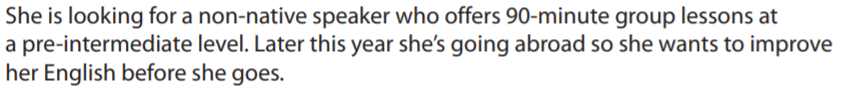 She is looking for a non-native speaker who offers 90-minute group lessons at
a pre-intermediate level. Later this year she's going abroad so she wants to improve
her English before she goes.